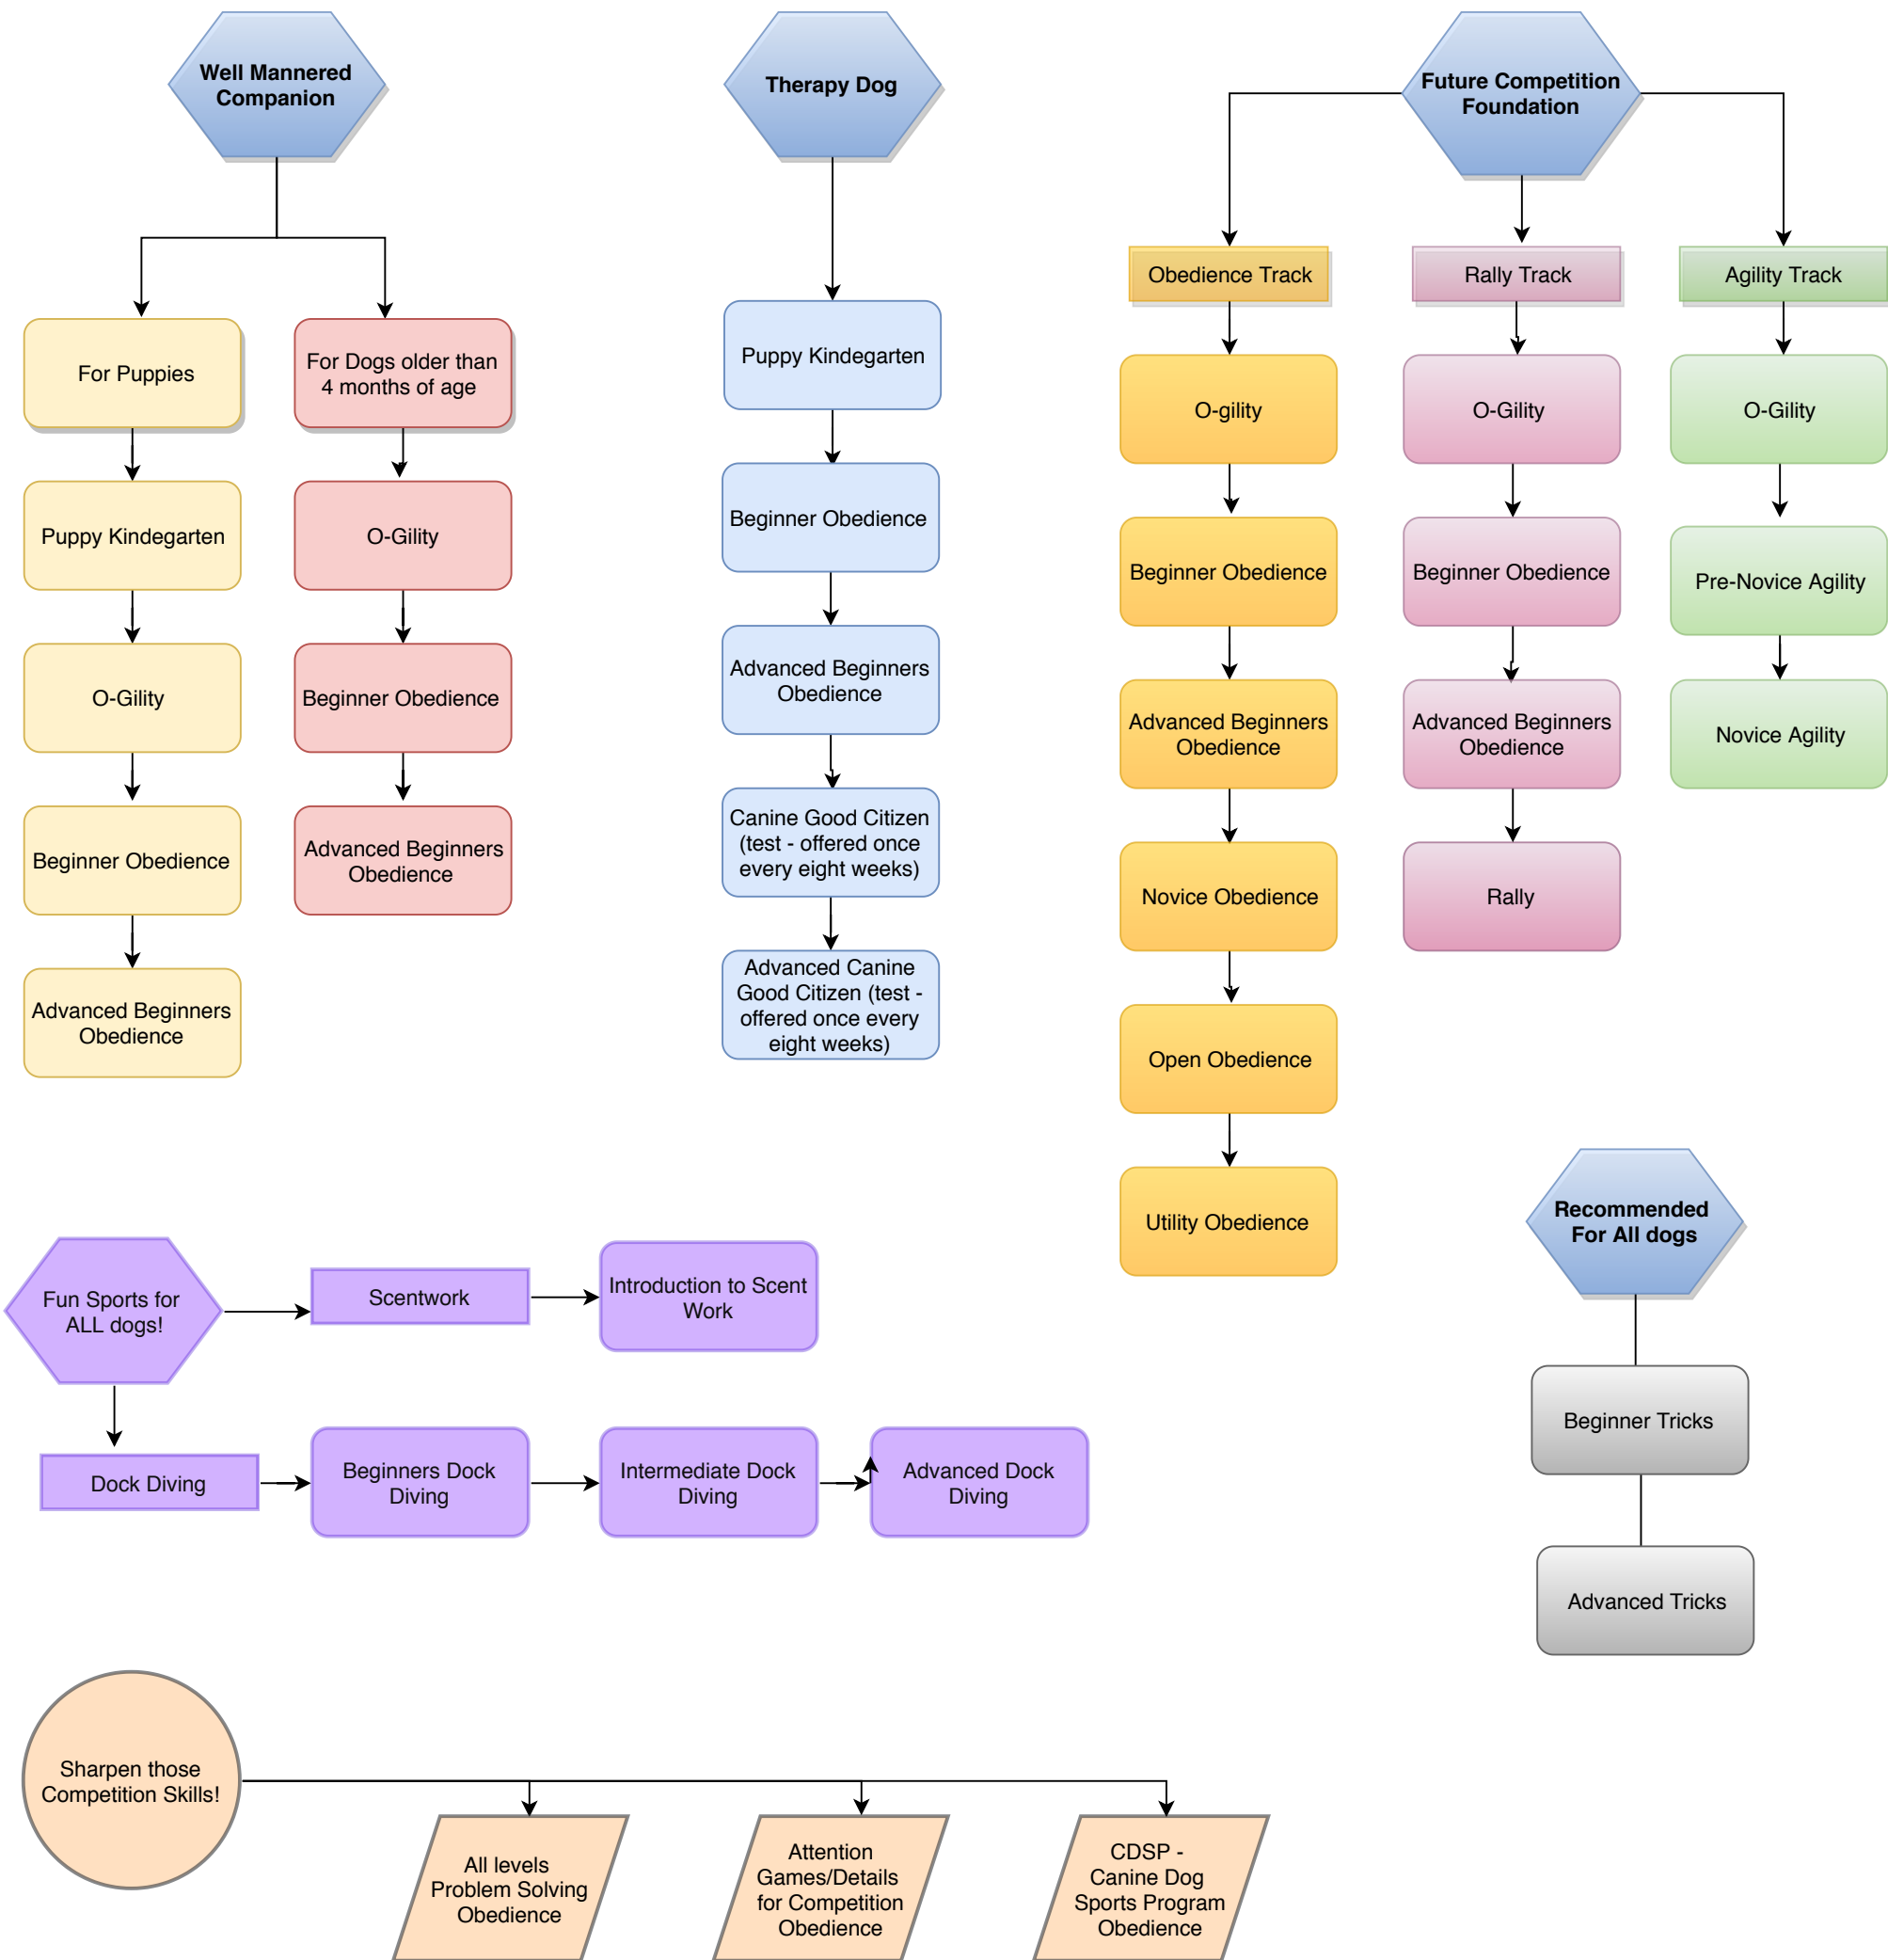 Well Mannered
Companion
For Puppies
Puppy Kindegarten
O-Gility
Beginner Obedience
Advanced Beginners
Obedience
For Dogs older than
4 months of age
O-Gility
Beginner Obedience
Advanced Beginners
Obedience
Therapy Dog
Puppy Kindegarten
Beginner Obedience
Advanced Beginners
Obedience
Canine Good Citizen
(test - offered once
every eight weeks)
Advanced Canine
Good Citizen (test -
offered once every
eight weeks)
Future Competition
Foundation
Obedience Track
O-gility
Beginner Obedience
Advanced Beginners
Obedience
Novice Obedience
Open Obedience
Utility Obedience
Rally Track
O-Gility
Beginner Obedience
Advanced Beginners
Obedience
Rally
Agility Track
O-Gility
Pre-Novice Agility
Novice Agility
Recommended
For All dogs
Beginner Tricks
Advanced Tricks
Fun Sports for
ALL dogs!
Scentwork
Introduction to Scent
Work
Dock Diving
Beginners Dock
Diving
Intermediate Dock
Diving
Advanced Dock
Diving
Sharpen those
Competition Skills!
All levels
Problem Solving
Obedience
Attention
Games/Details
for Competition
Obedience
CDSP -
Canine Dog
Sports Program
Obedience